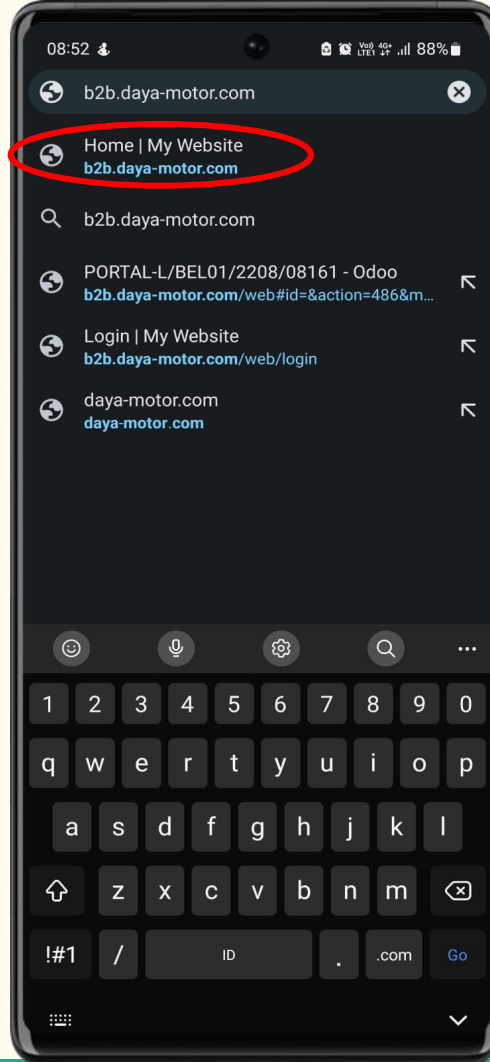 08:52
Vo)) 4G+ 88%
LTE1
b2b.daya-motor.com
Home | My Website
b2b.daya-motor.com
b2b.daya-motor.com
PORTAL-L/BEL01/2208/08161 - Odoo
b2b.daya-motor.com/web#id=&action=486&m...
Login | My Website
b2b.daya-motor.com/web/login
daya-motor.com
daya-motor.com
1 2 3 4 5 6 7 8 9 0
q w e r t y u i o p
a s d f g h j k l
z x c v b n m
!#1 / ID . .com Go